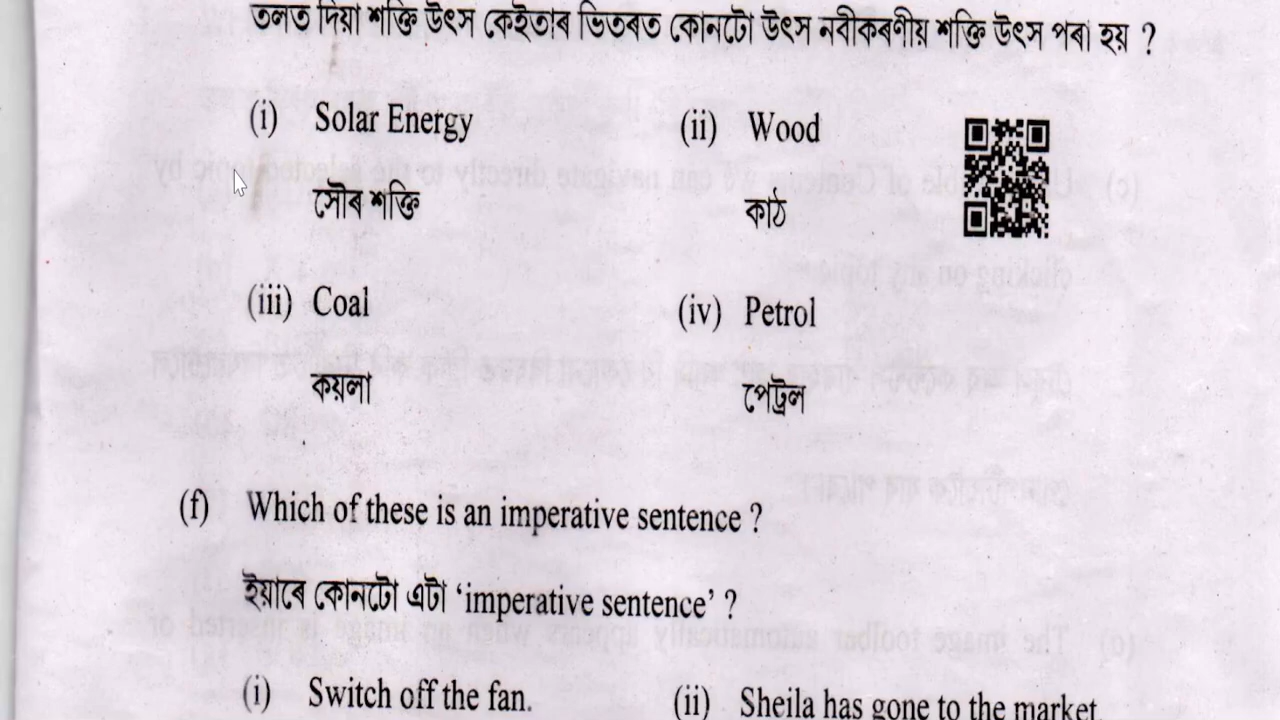 তলত দিয়া শক্তি উৎস কেইতাৰ ভিতৰত কোনটো উৎস নবীকৰণীয় শক্তি উৎস পৰা হয় ?
(i) Solar Energy (ii) Wood
সৌৰ শক্তি কাঠ
(iii) Coal (iv) Petrol
কয়লা পেট্ৰল
(f) Which of these is an imperative sentence ?
ইয়াৰে কোনটো এটা ‘imperative sentence’ ?
(i) Switch off the fan. (ii) Sheila has gone to the market.